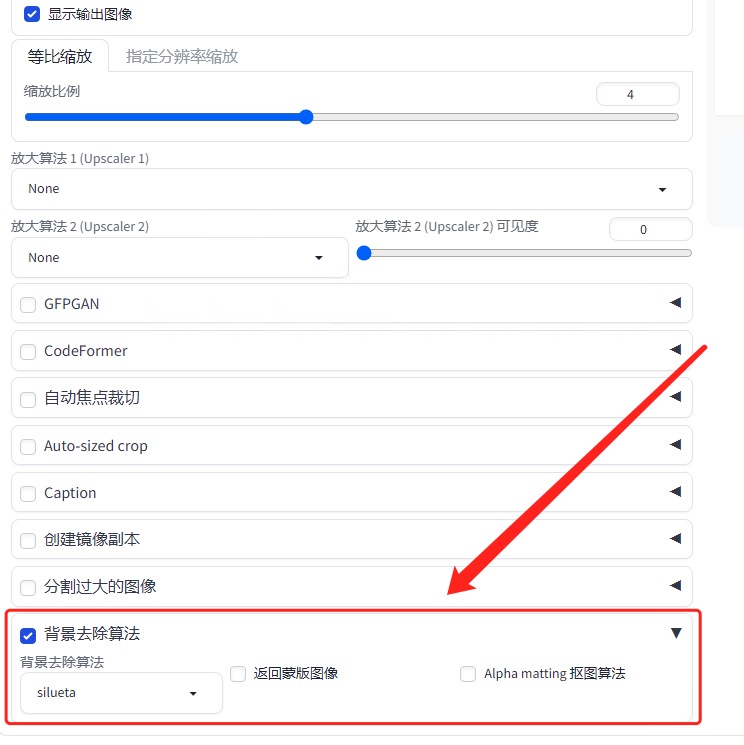 显示输出图像
等比缩放 指定分辨率缩放
缩放比例 4
放大算法 1 (Upscaler 1)
None
放大算法 2 (Upscaler 2) 放大算法 2 (Upscaler 2) 可见度 0
None
GFPGAN
CodeFormer
自动焦点裁切
Auto-sized crop
Caption
创建镜像副本
分割过大的图像
背景去除算法
背景去除算法
silueta 返回蒙版图像 Alpha matting 抠图算法